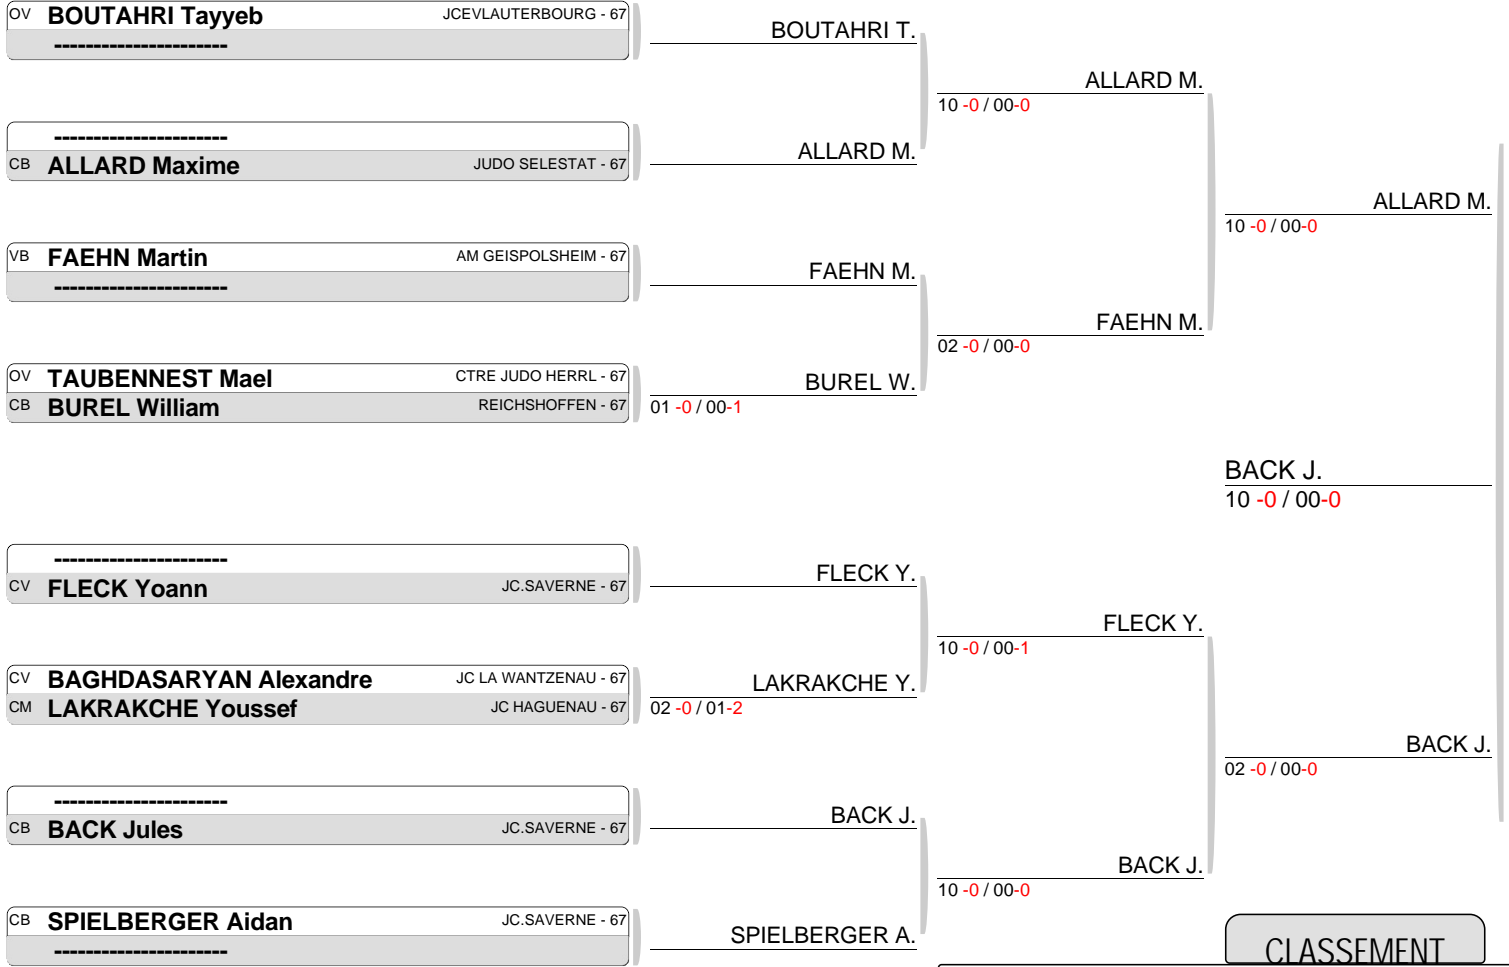 OV BOUTAHRI Tayyeb JCEVLAUTERBOURG - 67
----------------------
BOUTAHRI T.
ALLARD M.
10 -0 / 00-0
----------------------
CB ALLARD Maxime JUDO SELESTAT - 67
ALLARD M.
ALLARD M.
10 -0 / 00-0
VB FAEHN Martin AM GEISPOLSHEIM - 67
----------------------
FAEHN M.
FAEHN M.
02 -0 / 00-0
OV TAUBENNEST Mael CTRE JUDO HERRL - 67
CB BUREL William REICHSHOFFEN - 67
BUREL W.
01 -0 / 00-1
BACK J.
10 -0 / 00-0
----------------------
CV FLECK Yoann JC.SAVERNE - 67
FLECK Y.
FLECK Y.
10 -0 / 00-1
CV BAGHDASARYAN Alexandre JC LA WANTZENAU - 67
CM LAKRAKCHE Youssef JC HAGUENAU - 67
LAKRAKCHE Y.
02 -0 / 01-2
BACK J.
02 -0 / 00-0
----------------------
CB BACK Jules JC.SAVERNE - 67
BACK J.
BACK J.
10 -0 / 00-0
CB SPIELBERGER Aidan JC.SAVERNE - 67
----------------------
SPIELBERGER A.
CLASSEMENT